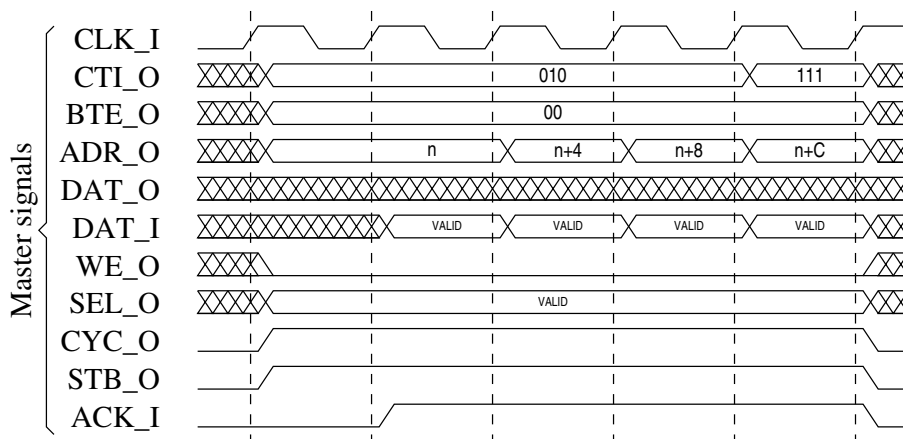 Master signals
CLK_I
CTI_O 010 111
BTE_O 00
ADR_O n n+4 n+8 n+C
DAT_O
DAT_I VALID VALID VALID VALID
WE_O
SEL_O VALID
CYC_O
STB_O
ACK_I